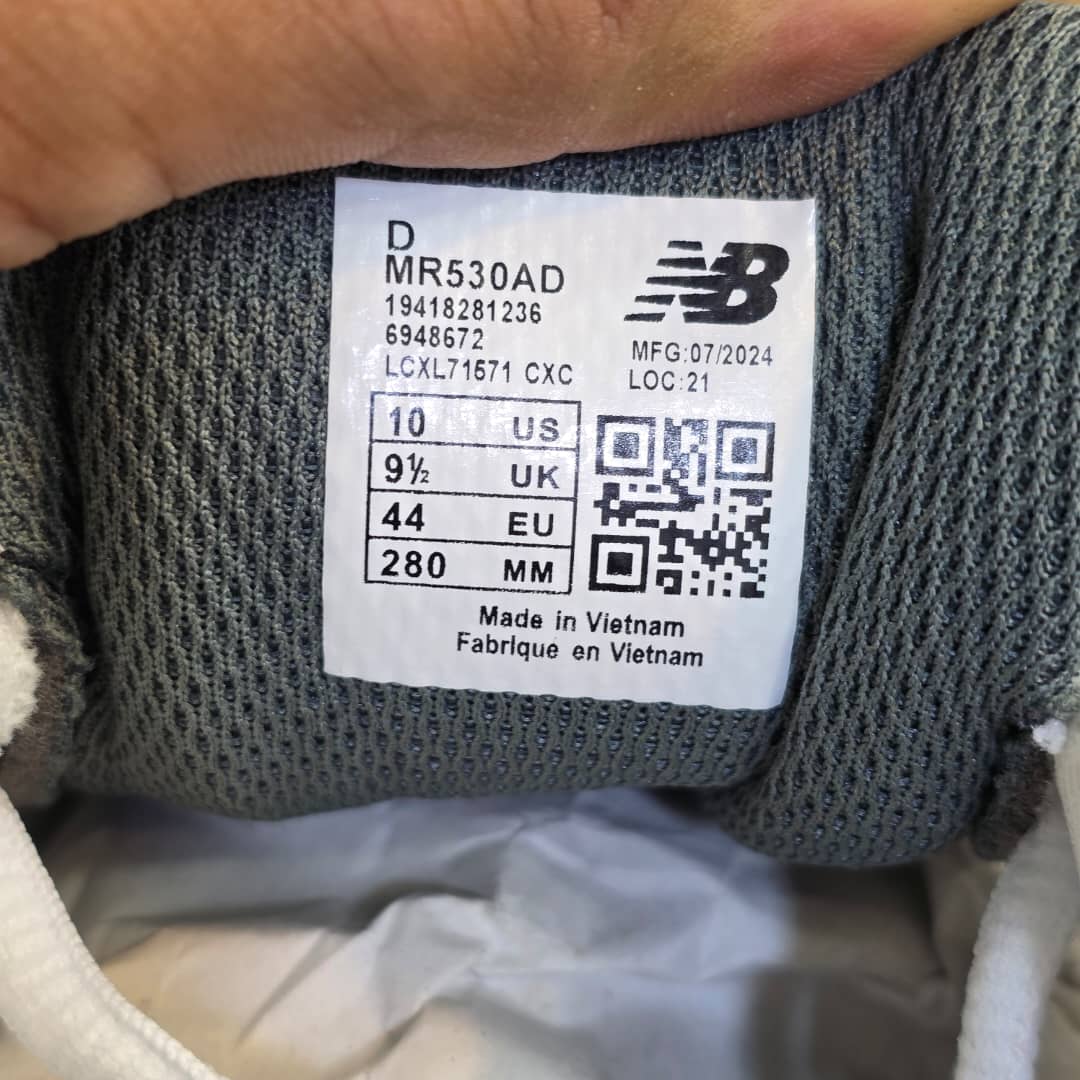 D
MR530AD
19418281236
6948672
LCXL71571 CXC
NB
MFG:07/2024
LOC:21
10 US
9½ UK
44 EU
280 MM
Made in Vietnam
Fabrique en Vietnam